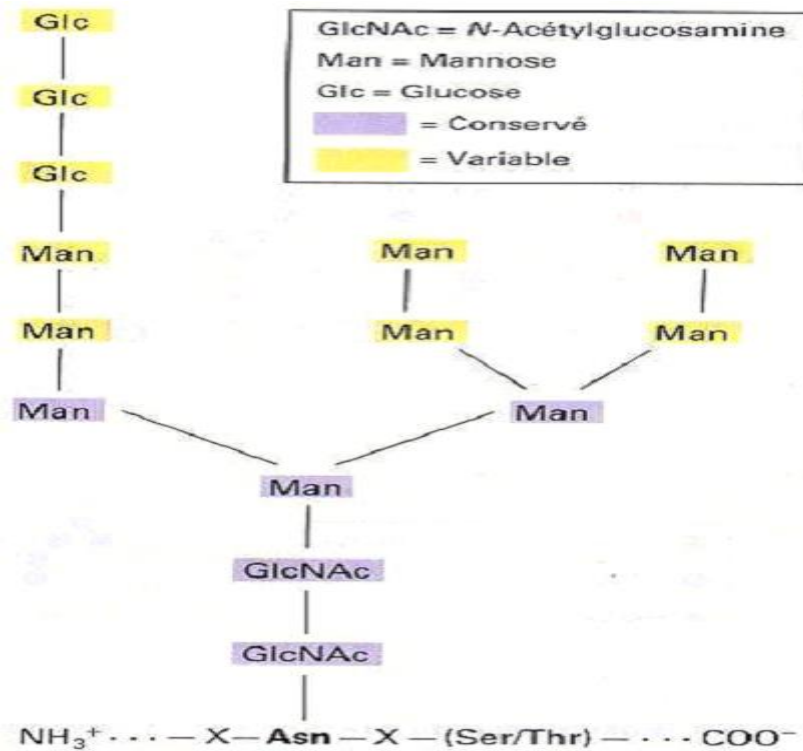 Glc
GlcNAc = N-Acétylglucosamine
Man = Mannose
Glc = Glucose
= Conservé
= Variable
Glc
Glc
Man Man Man
Man Man Man
Man Man
Man
GlcNAc
GlcNAc
NH₃⁺ · · · — X — Asn — X — (Ser/Thr) — · · · COO⁻